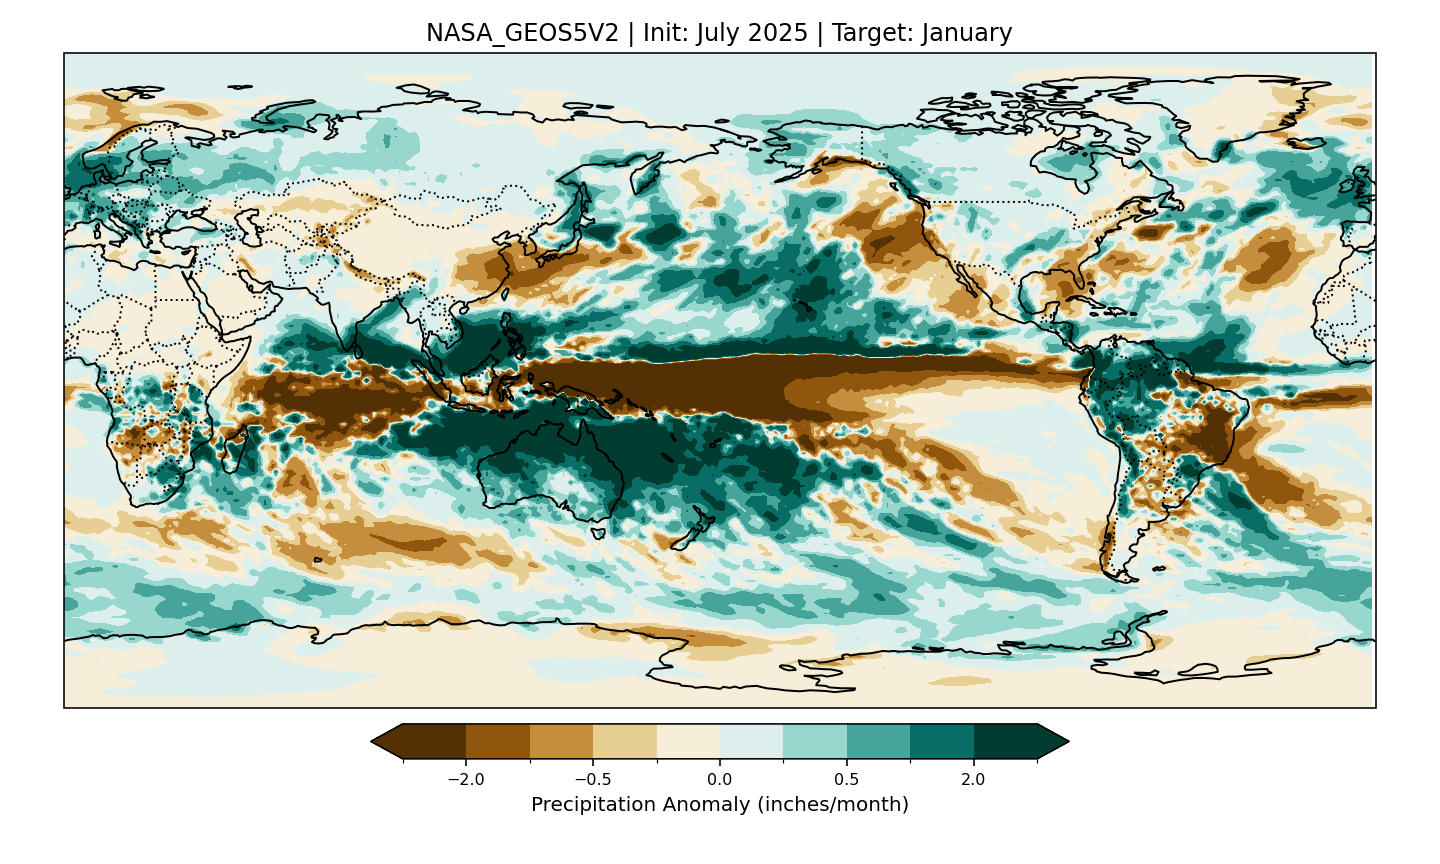 NASA_GEOS5V2 | Init: July 2025 | Target: January
−2.0 −0.5 0.0 0.5 2.0
Precipitation Anomaly (inches/month)